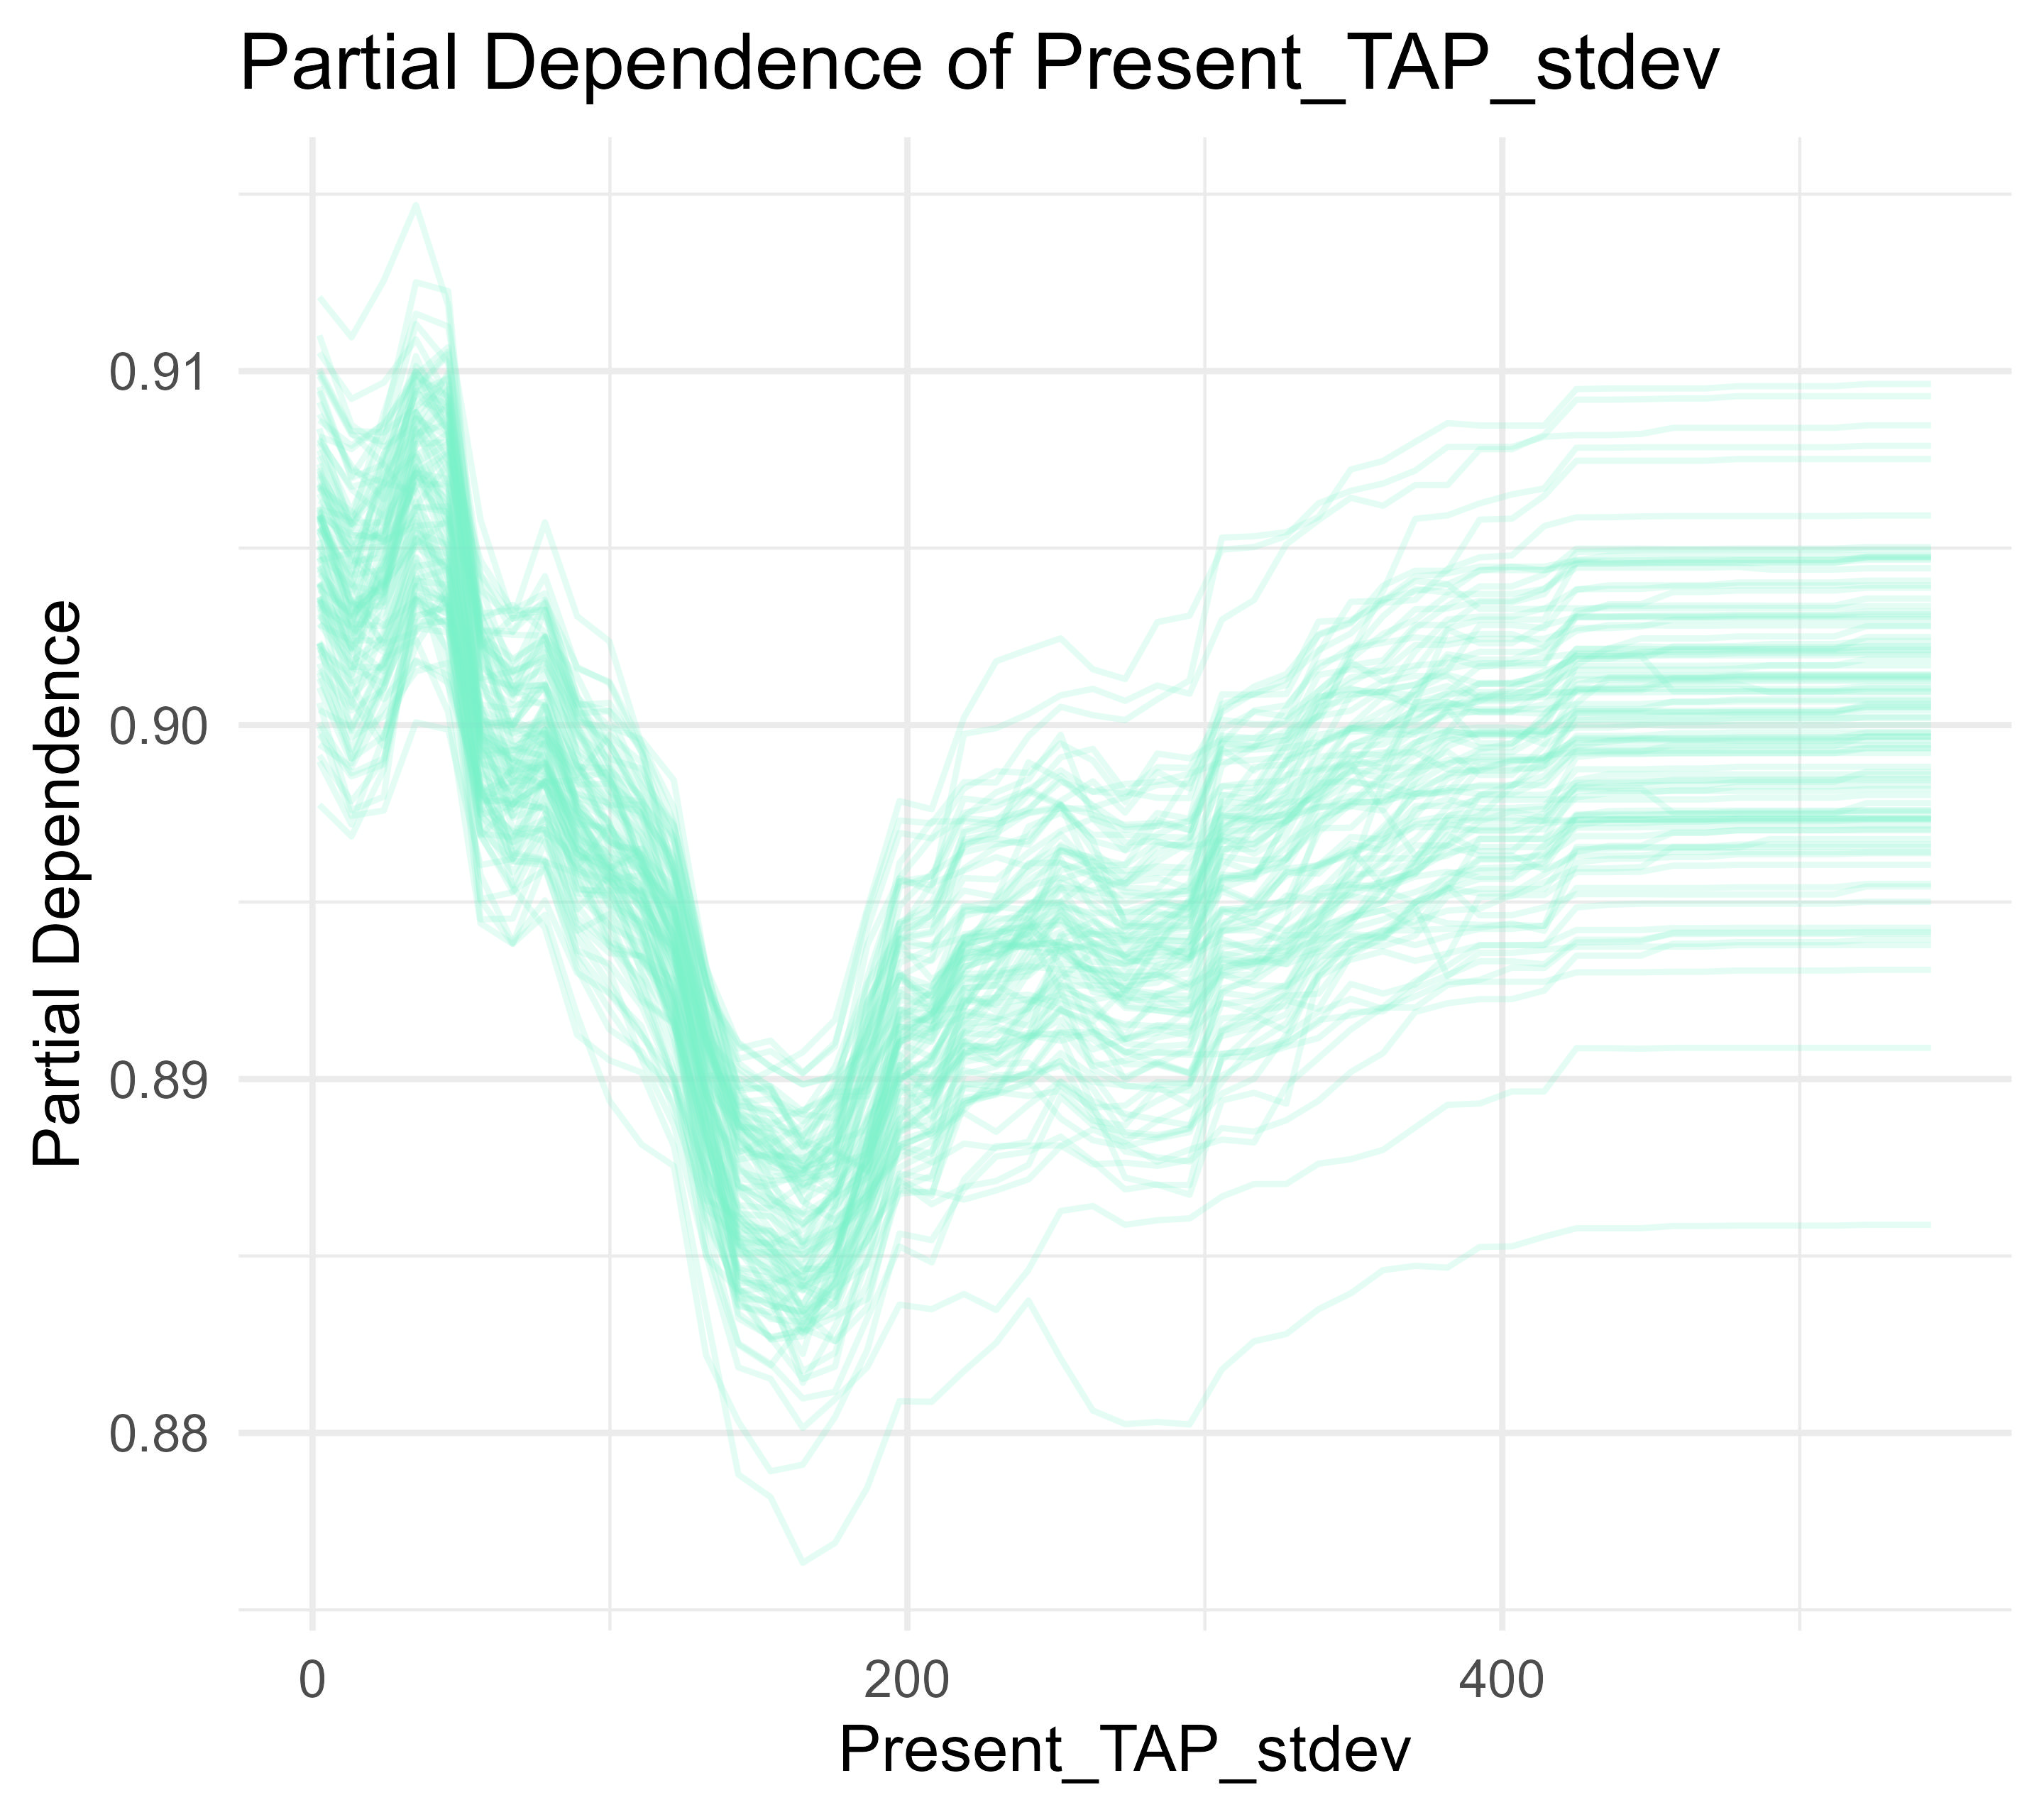 Partial Dependence of Present_TAP_stdev
Partial Dependence
0.91
0.90
0.89
0.88
0
200
400
Present_TAP_stdev